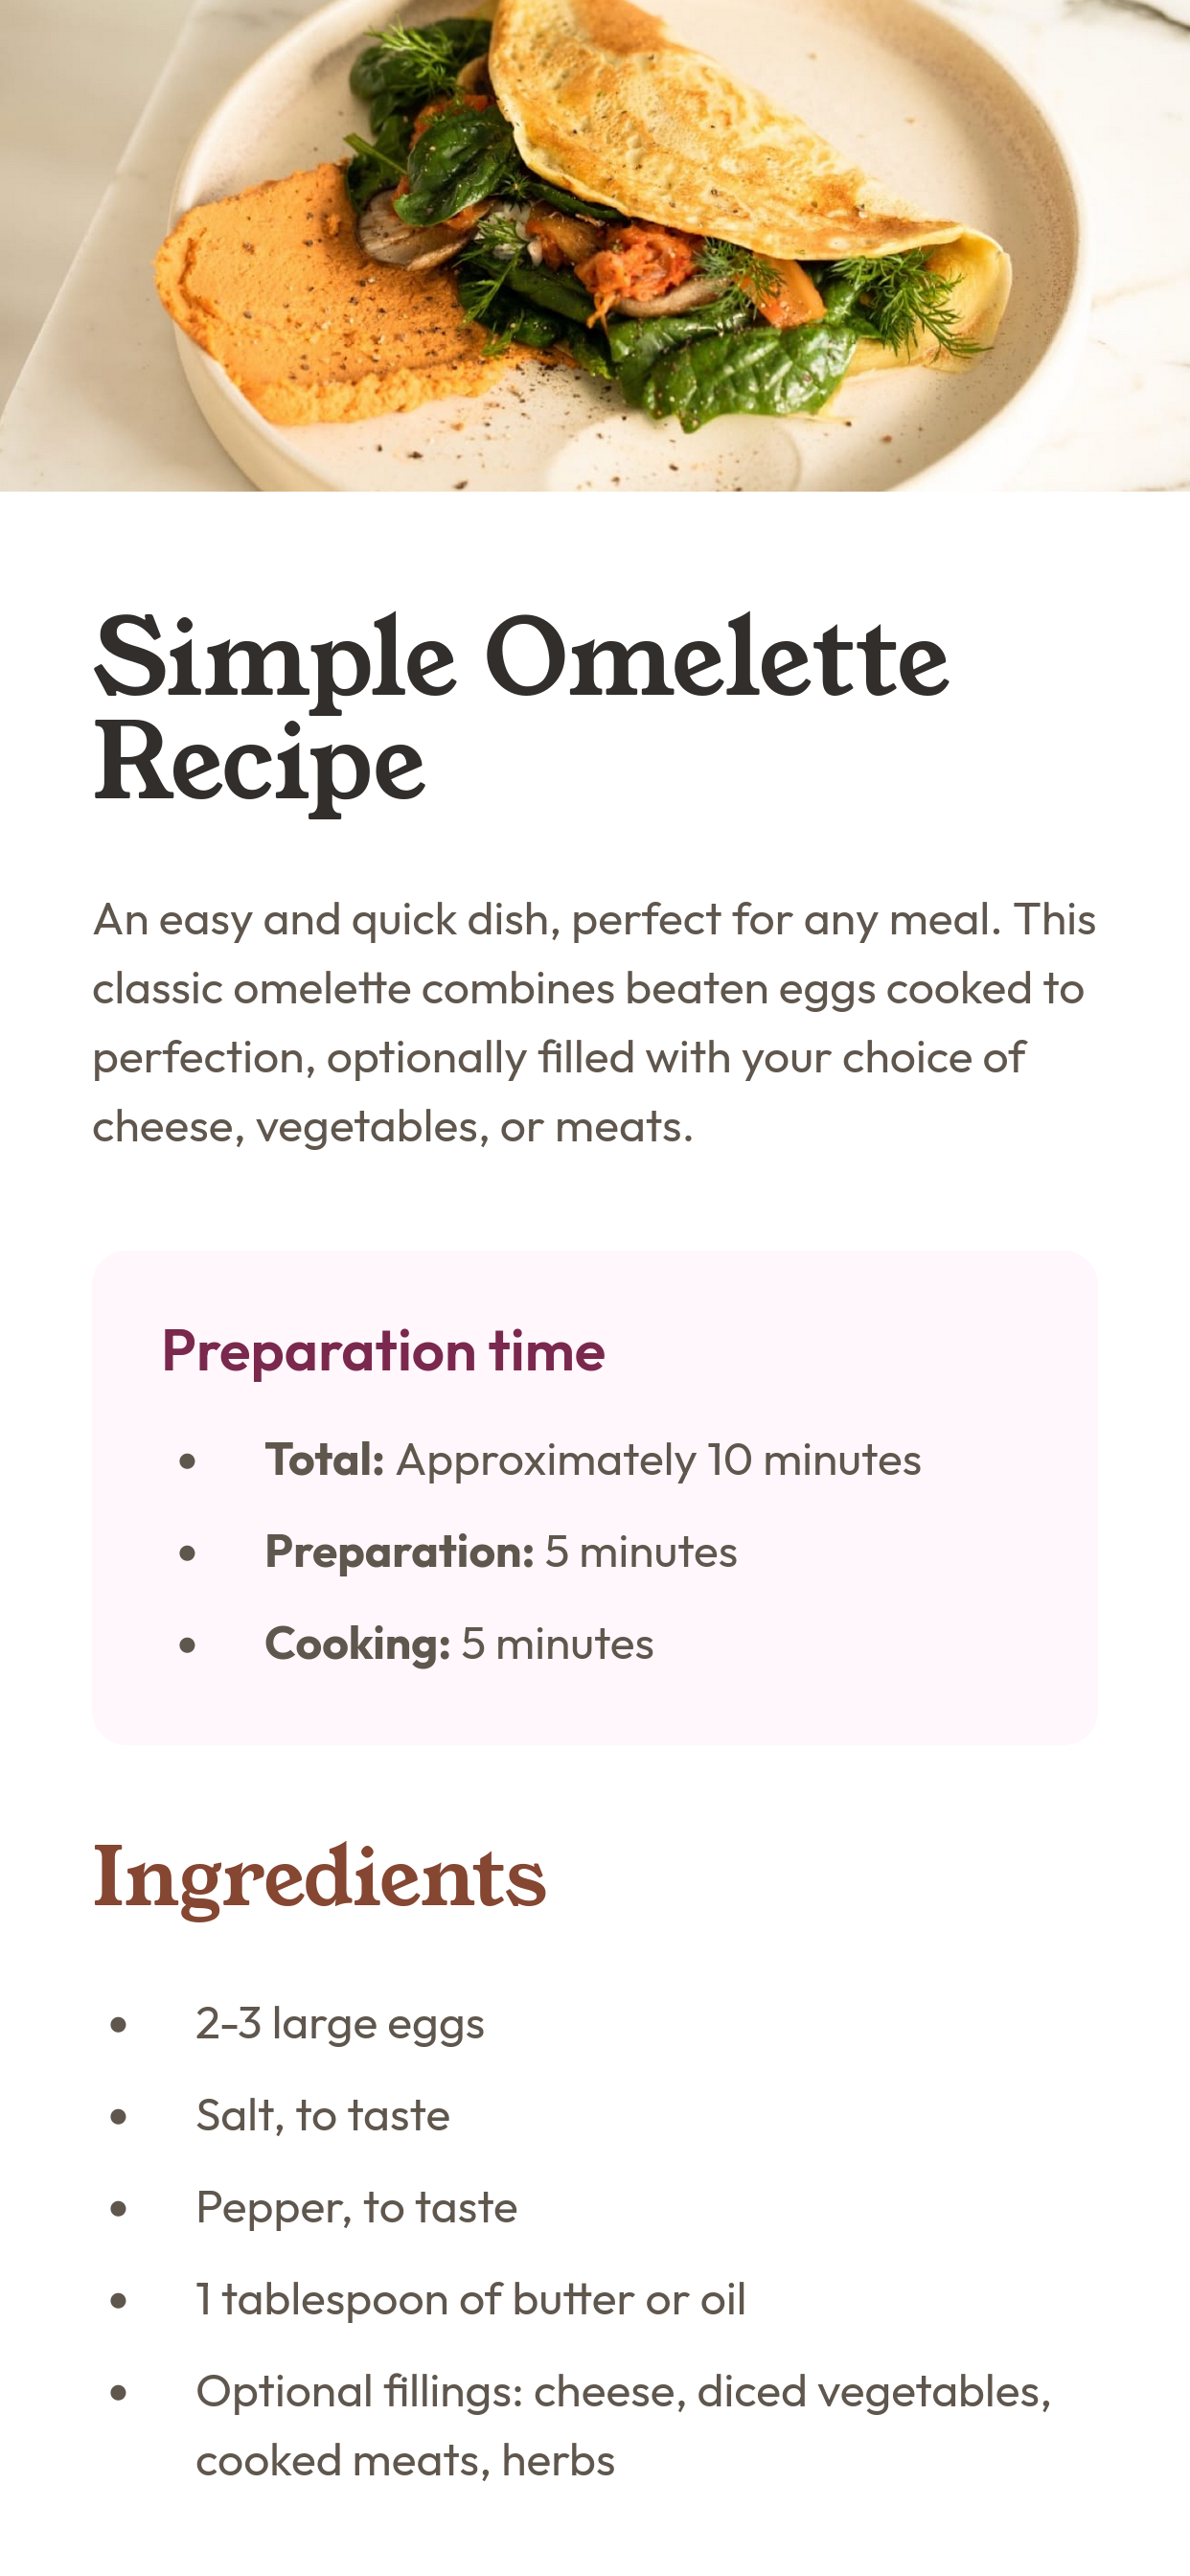 Simple Omelette
Recipe
An easy and quick dish, perfect for any meal. This
classic omelette combines beaten eggs cooked to
perfection, optionally filled with your choice of
cheese, vegetables, or meats.
Preparation time
• Total: Approximately 10 minutes
• Preparation: 5 minutes
• Cooking: 5 minutes
Ingredients
• 2-3 large eggs
• Salt, to taste
• Pepper, to taste
• 1 tablespoon of butter or oil
• Optional fillings: cheese, diced vegetables,
cooked meats, herbs